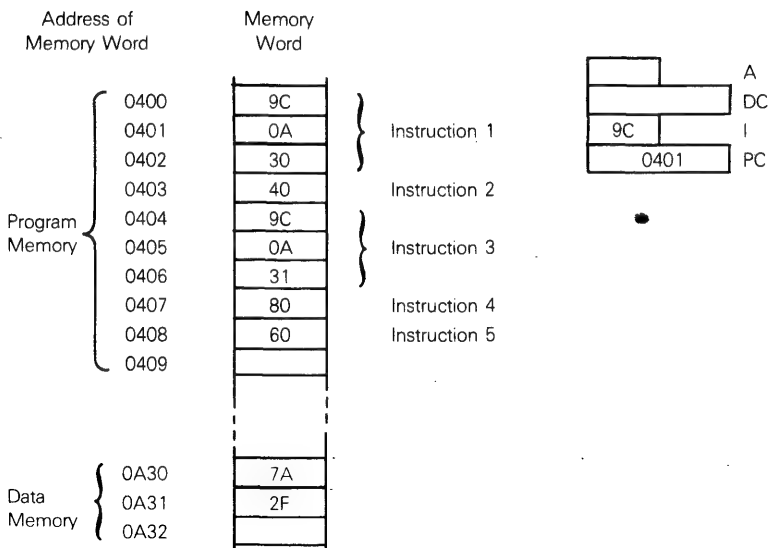 Address of Memory
Memory Word Word
0400 9C
0401 0A Instruction 1
0402 30
0403 40 Instruction 2
0404 9C
Program Memory
0405 0A Instruction 3
0406 31
0407 80 Instruction 4
0408 60 Instruction 5
0409
0A30 7A
Data Memory
0A31 2F
0A32
A
DC
9C I
0401 PC